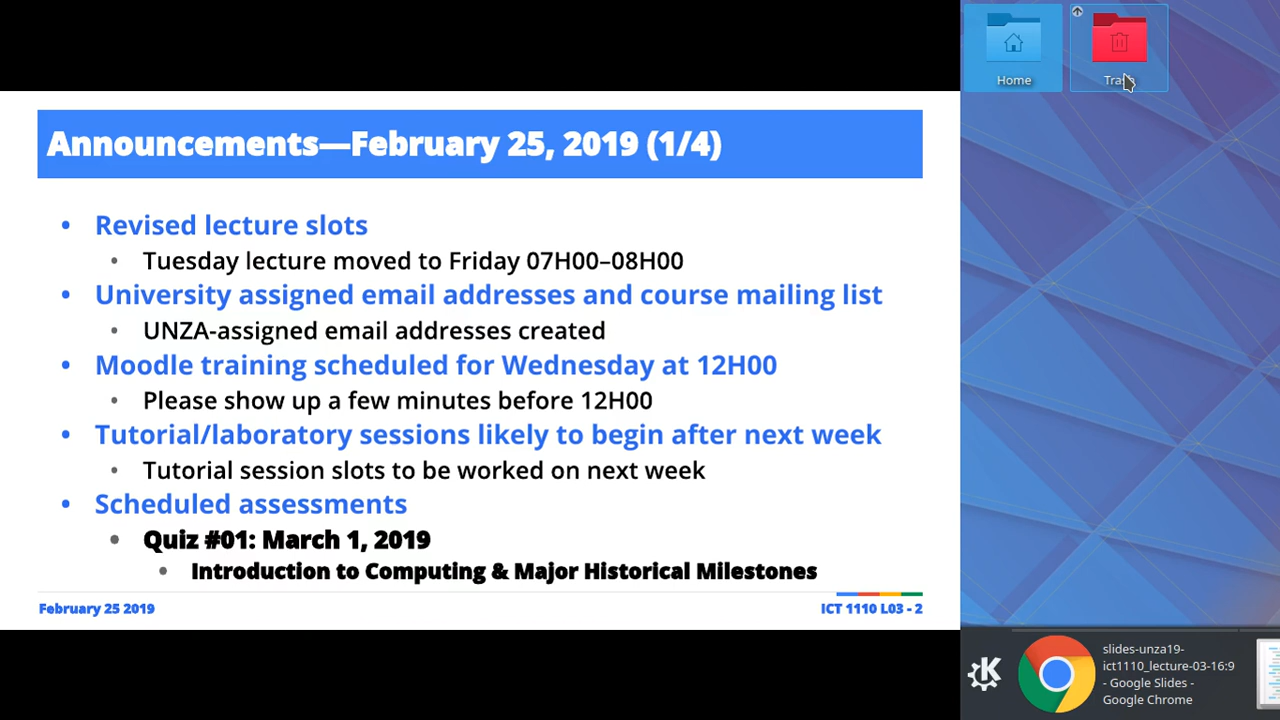 Announcements—February 25, 2019 (1/4)
• Revised lecture slots
• Tuesday lecture moved to Friday 07H00–08H00
• University assigned email addresses and course mailing list
• UNZA-assigned email addresses created
• Moodle training scheduled for Wednesday at 12H00
• Please show up a few minutes before 12H00
• Tutorial/laboratory sessions likely to begin after next week
• Tutorial session slots to be worked on next week
• Scheduled assessments
• Quiz #01: March 1, 2019
• Introduction to Computing & Major Historical Milestones
February 25 2019
ICT 1110 L03 - 2
Home
Trash
slides-unza19-
ict1110_lecture-03-16:9
- Google Slides -
Google Chrome